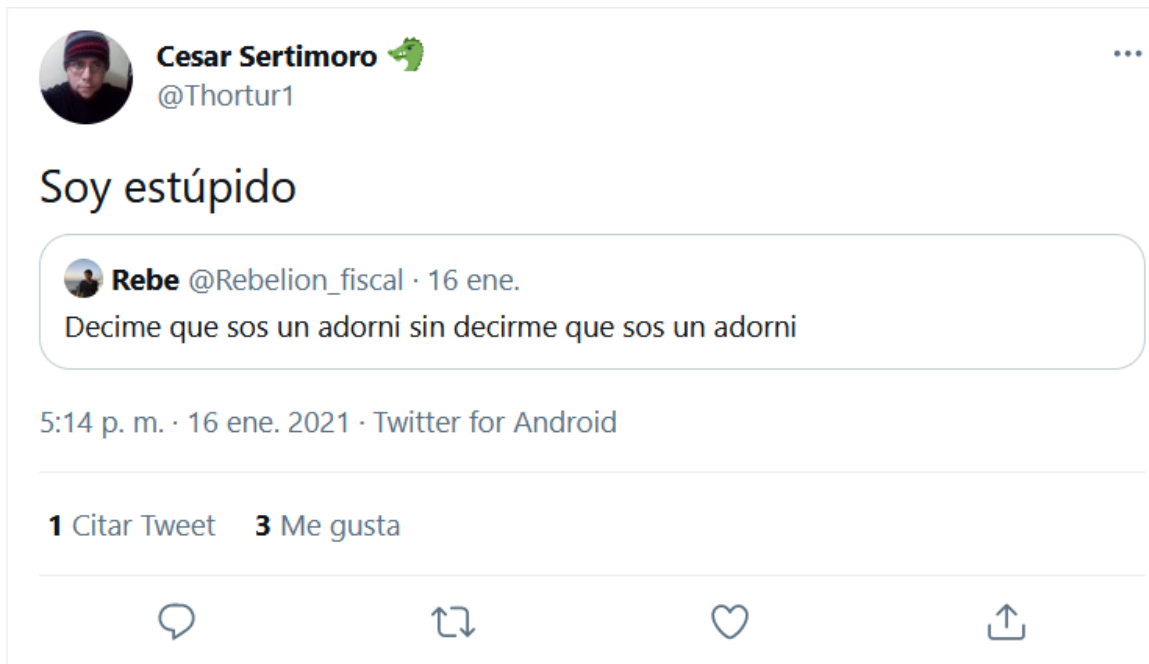 Cesar Sertimoro 🐲
@Thortur1
Soy estúpido
Rebe @Rebelion_fiscal · 16 ene.
Decime que sos un adorni sin decirme que sos un adorni
5:14 p. m. · 16 ene. 2021 · Twitter for Android
1 Citar Tweet 3 Me gusta